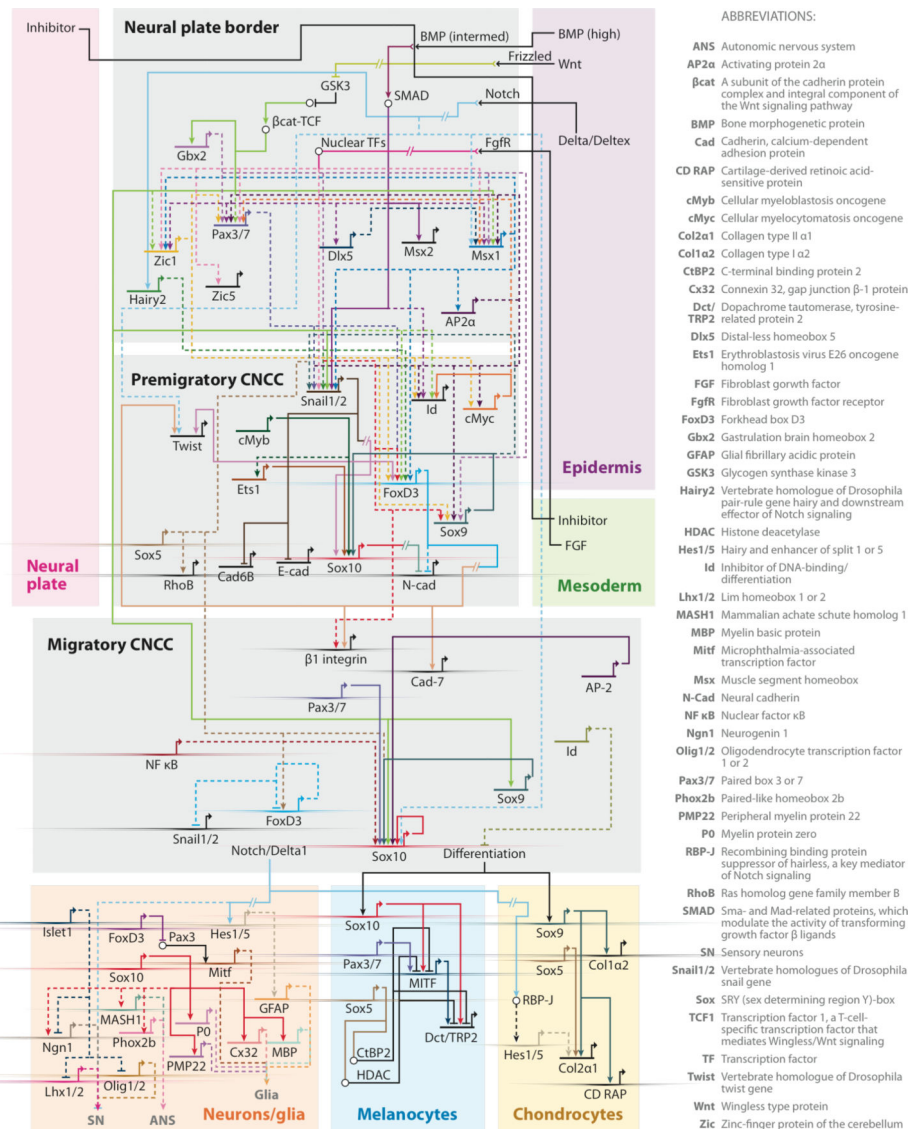 Neural plate border
Inhibitor
BMP (intermed)
BMP (high)
Frizzled
Wnt
GSK3
SMAD
Notch
βcat-TCF
Delta/Deltex
Nuclear TFs
FgfR
Gbx2
Pax3/7
Zic1
Dlx5
Msx2
Msx1
Zic5
Hairy2
AP2α
Premigratory CNCC
Snail1/2
Id
cMyc
Twist
cMyb
Epidermis
Ets1
FoxD3
Sox9
Inhibitor
Sox5
FGF
Neural
plate
RhoB
Cad6B
E-cad
Sox10
N-cad
Mesoderm
Migratory CNCC
β1 integrin
Cad-7
AP-2
Pax3/7
Id
NF κB
Sox9
FoxD3
Snail1/2
Notch/Delta1
Sox10
Differentiation
Islet1
FoxD3
Pax3
Hes1/5
Sox10
Sox9
Sox10
Mitf
Pax3/7
MITF
Sox5
Col1α2
GFAP
Sox5
RBP-J
MASH1
P0
Ngn1
Phox2b
Cx32
MBP
Dct/TRP2
Hes1/5
PMP22
CtBP2
Col2α1
HDAC
Lhx1/2
Olig1/2
Glia
CD RAP
SN
ANS
Neurons/glia
Melanocytes
Chondrocytes
ABBREVIATIONS:
ANS Autonomic nervous system
AP2α Activating protein 2α
βcat A subunit of the cadherin protein
complex and integral component of
the Wnt signaling pathway
BMP Bone morphogenetic protein
Cad Cadherin, calcium-dependent
adhesion protein
CD RAP Cartilage-derived retinoic acid-
sensitive protein
cMyb Cellular myeloblastosis oncogene
cMyc Cellular myelocytomatosis oncogene
Col2α1 Collagen type II α1
Col1α2 Collagen type I α2
CtBP2 C-terminal binding protein 2
Cx32 Connexin 32, gap junction β-1 protein
Dct/ Dopachrome tautomerase, tyrosine-
TRP2 related protein 2
Dlx5 Distal-less homeobox 5
Ets1 Erythroblastosis virus E26 oncogene
homolog 1
FGF Fibroblast gorwth factor
FgfR Fibroblast growth factor receptor
FoxD3 Forkhead box D3
Gbx2 Gastrulation brain homeobox 2
GFAP Glial fibrillary acidic protein
GSK3 Glycogen synthase kinase 3
Hairy2 Vertebrate homologue of Drosophila
pair-rule gene hairy and downstream
effector of Notch signaling
HDAC Histone deacetylase
Hes1/5 Hairy and enhancer of split 1 or 5
Id Inhibitor of DNA-binding/
differentiation
Lhx1/2 Lim homeobox 1 or 2
MASH1 Mammalian achate schute homolog 1
MBP Myelin basic protein
Mitf Microphthalmia-associated
transcription factor
Msx Muscle segment homeobox
N-Cad Neural cadherin
NF κB Nuclear factor κB
Ngn1 Neurogenin 1
Olig1/2 Oligodendrocyte transcription factor
1 or 2
Pax3/7 Paired box 3 or 7
Phox2b Paired-like homeobox 2b
PMP22 Peripheral myelin protein 22
P0 Myelin protein zero
RBP-J Recombining binding protein
suppressor of hairless, a key mediator
of Notch signaling
RhoB Ras homolog gene family member B
SMAD Sma- and Mad-related proteins, which
modulate the activity of transforming
growth factor β ligands
SN Sensory neurons
Snail1/2 Vertebrate homologues of Drosophila
snail gene
Sox SRY (sex determining region Y)-box
TCF1 Transcription factor 1, a T-cell-
specific transcription factor that
mediates Wingless/Wnt signaling
TF Transcription factor
Twist Vertebrate homologue of Drosophila
twist gene
Wnt Wingless type protein
Zic Zinc-finger protein of the cerebellum